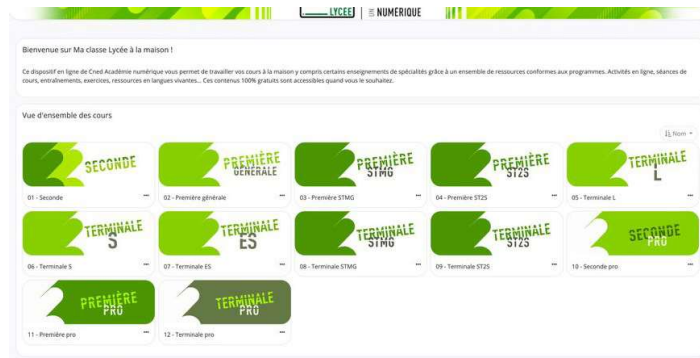 LYCÉE UN NUMÉRIQUE
Bienvenue sur Ma classe Lycée à la maison !
Ce dispositif en ligne de Cned Académie numérique vous permet de travailler vos cours à la maison y compris certains enseignements de spécialités grâce à un ensemble de ressources conformes aux programmes. Activités en ligne, séances de
cours, entraînements, exercices, ressources en langues vivantes... Ces contenus 100% gratuits sont accessibles quand vous le souhaitez.
Vue d'ensemble des cours
Nom
SECONDE
PREMIÈRE
GÉNÉRALE
PREMIÈRE
STMG
PREMIÈRE
ST2S
TERMINALE
L
01 - Seconde
02 - Première générale
03 - Première STMG
04 - Première ST2S
05 - Terminale L
TERMINALE
S
TERMINALE
ES
TERMINALE
STMG
TERMINALE
ST2S
SECONDE
PRO
06 - Terminale S
07 - Terminale ES
08 - Terminale STMG
09 - Terminale ST2S
10 - Seconde pro
PREMIÈRE
PRO
TERMINALE
PRO
11 - Première pro
12 - Terminale pro